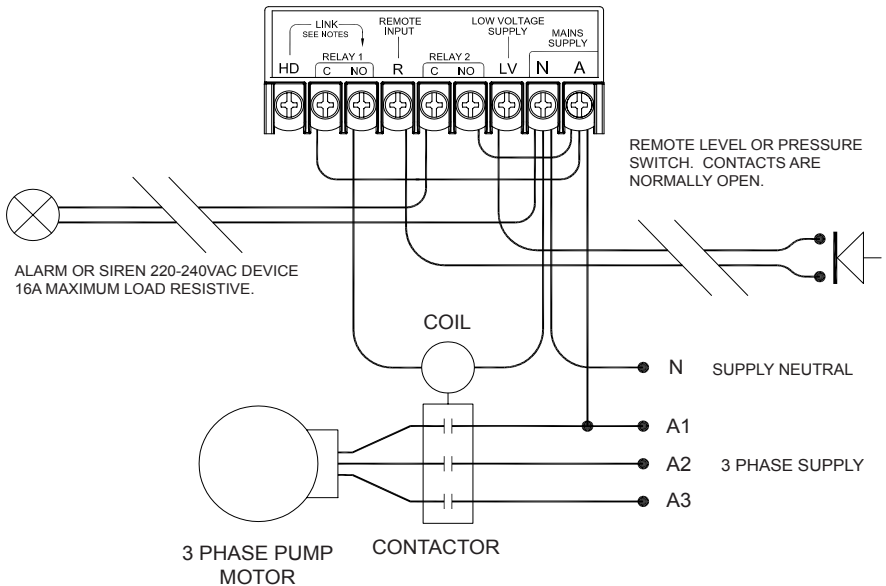 LINK
SEE NOTES
REMOTE
INPUT
LOW VOLTAGE
SUPPLY
MAINS
SUPPLY
RELAY 1
RELAY 2
HD
C
NO
R
C
NO
LV
N
A
REMOTE LEVEL OR PRESSURE
SWITCH. CONTACTS ARE
NORMALLY OPEN.
ALARM OR SIREN 220-240VAC DEVICE
16A MAXIMUM LOAD RESISTIVE.
COIL
N
SUPPLY NEUTRAL
A1
A2
3 PHASE SUPPLY
A3
3 PHASE PUMP
MOTOR
CONTACTOR